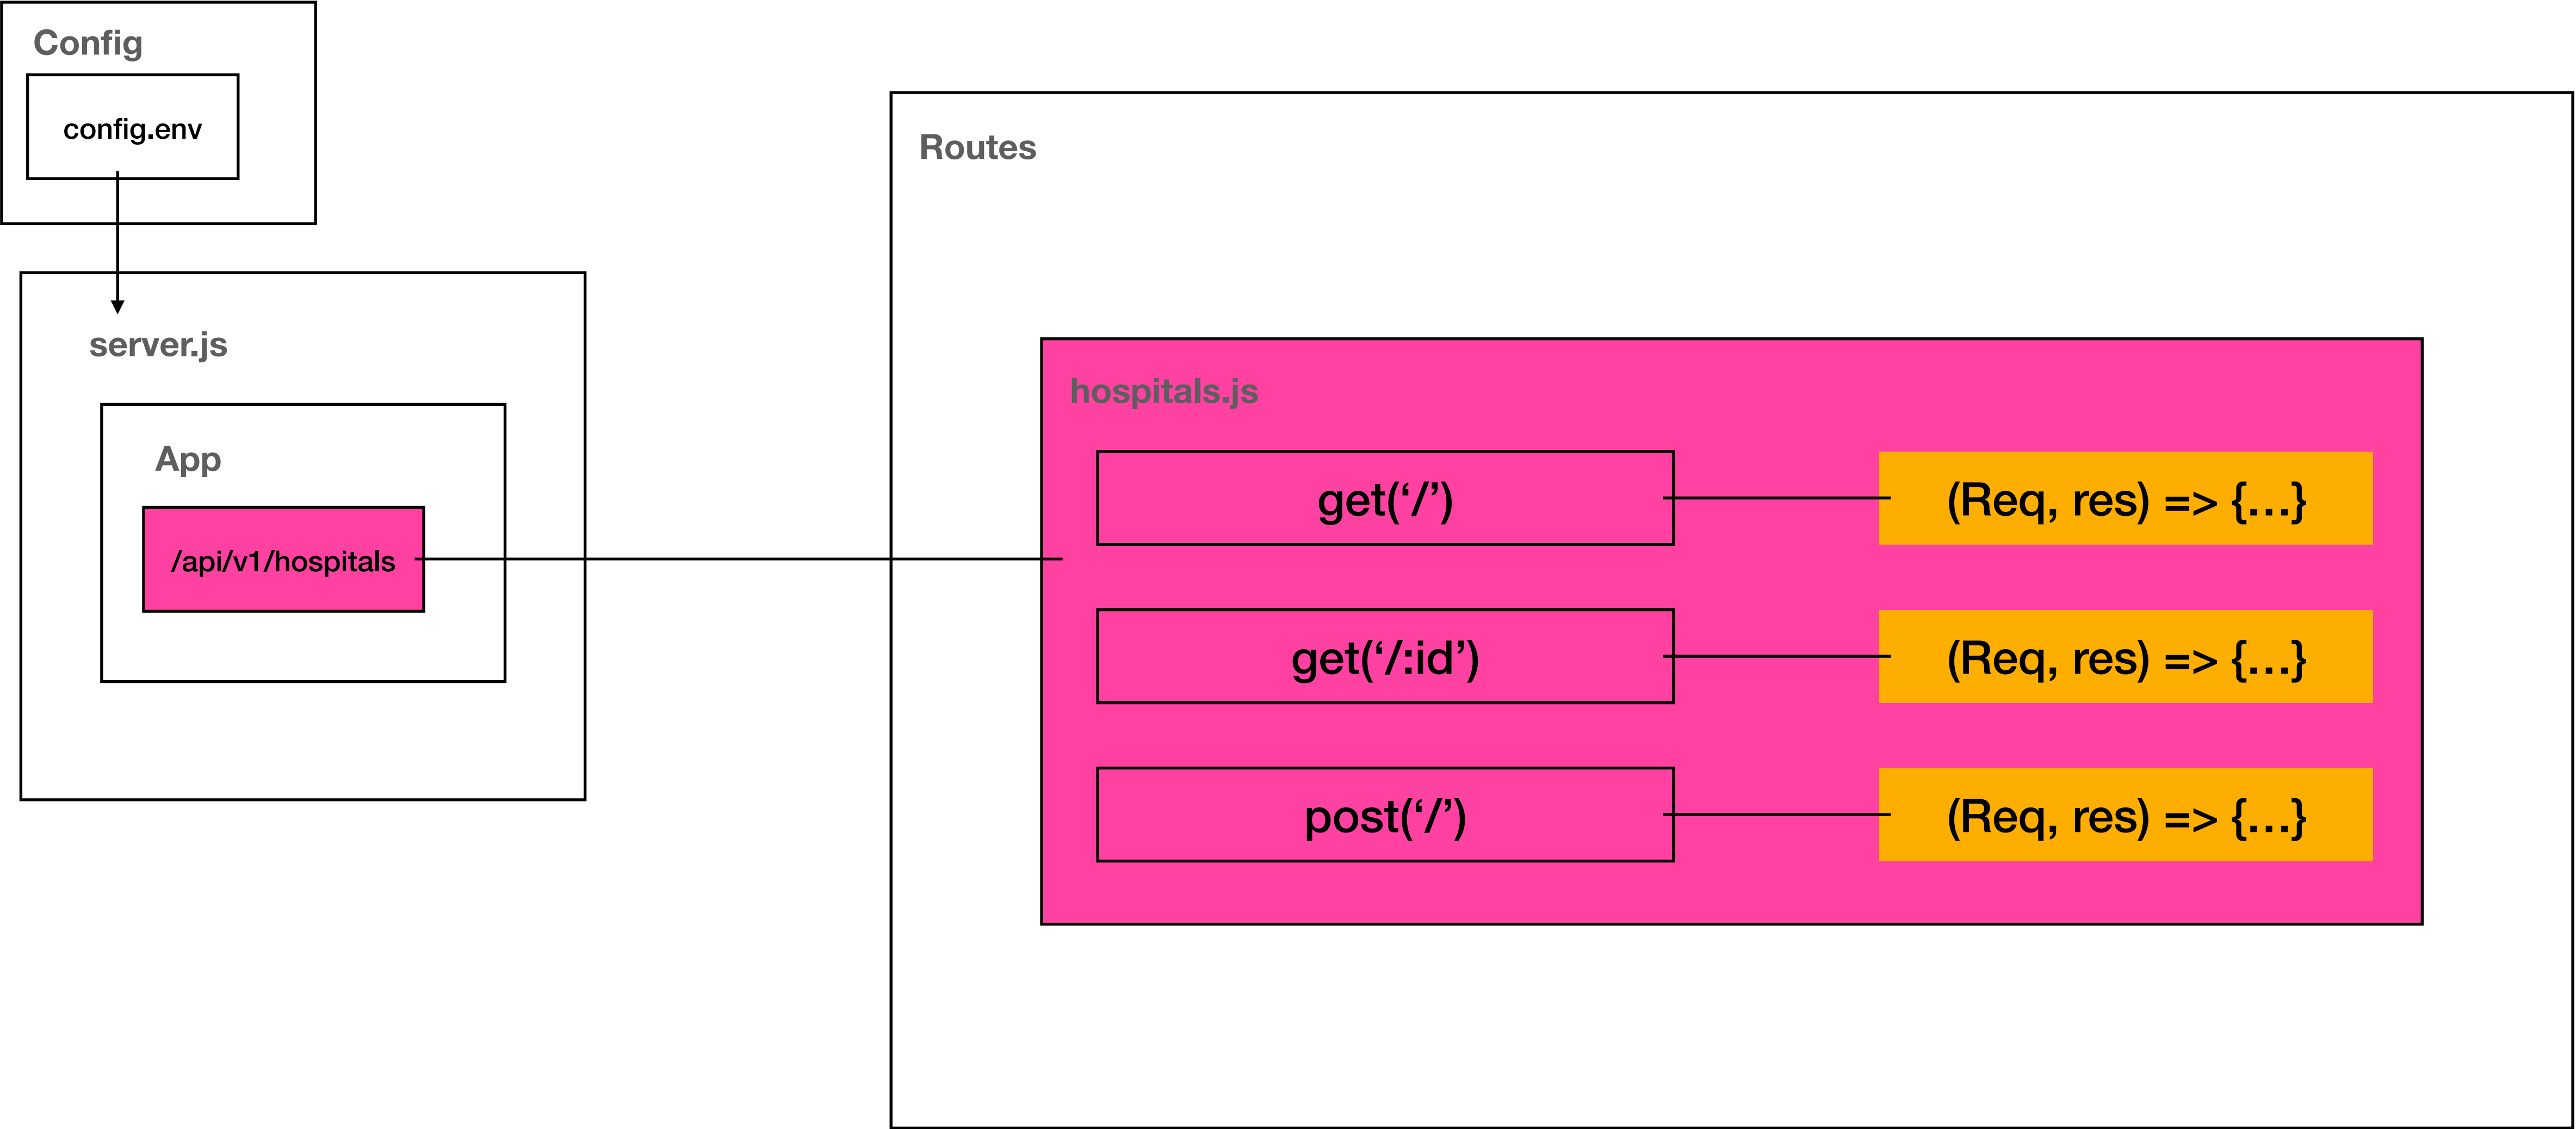 Config
config.env
server.js
App
/api/v1/hospitals
Routes
hospitals.js
get(‘/’)
(Req, res) => {…}
get(‘/:id’)
(Req, res) => {…}
post(‘/’)
(Req, res) => {…}